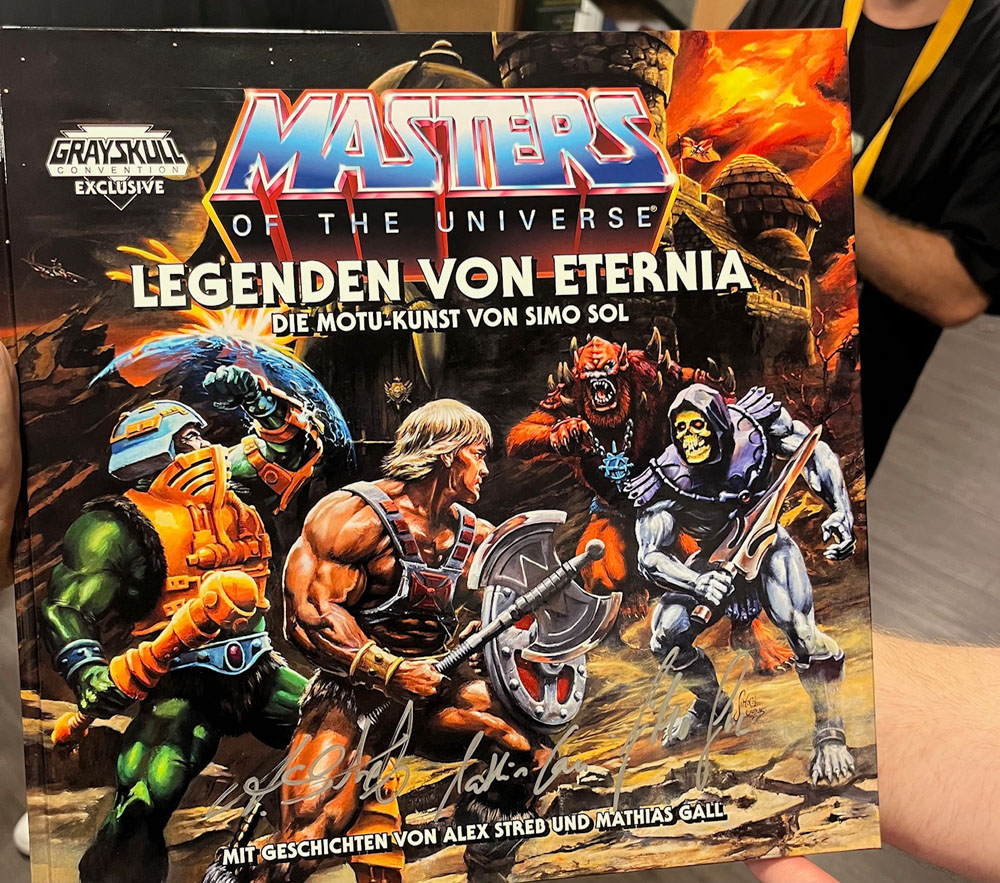 GRAYSKULL
CONVENTION
EXCLUSIVE
MASTERS
OF THE UNIVERSE®
LEGENDEN VON ETERNIA
DIE MOTU-KUNST VON SIMO SOL
MIT GESCHICHTEN VON ALEX STREB UND MATHIAS GALL